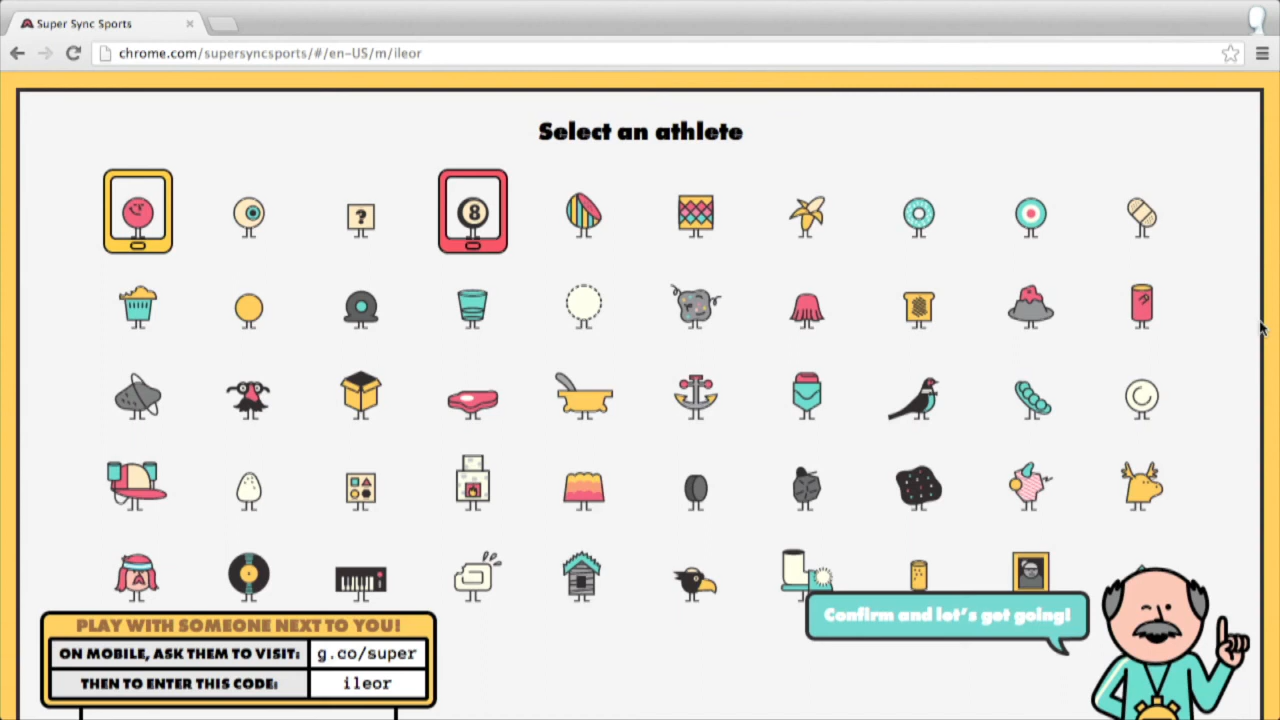 Super Sync Sports
chrome.com/supersyncsports/#/en-US/m/ileor
Select an athlete
?
8
Confirm and let's get going!
PLAY WITH SOMEONE NEXT TO YOU!
ON MOBILE, ASK THEM TO VISIT: g.co/super
THEN TO ENTER THIS CODE: ileor